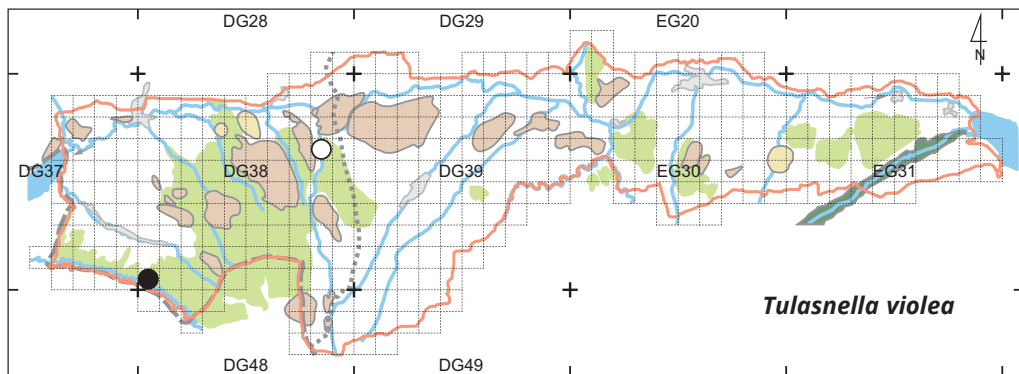 DG28 DG29 EG20
N
DG37 DG38 DG39 EG30 EG31
Tulasnella violea
DG48 DG49